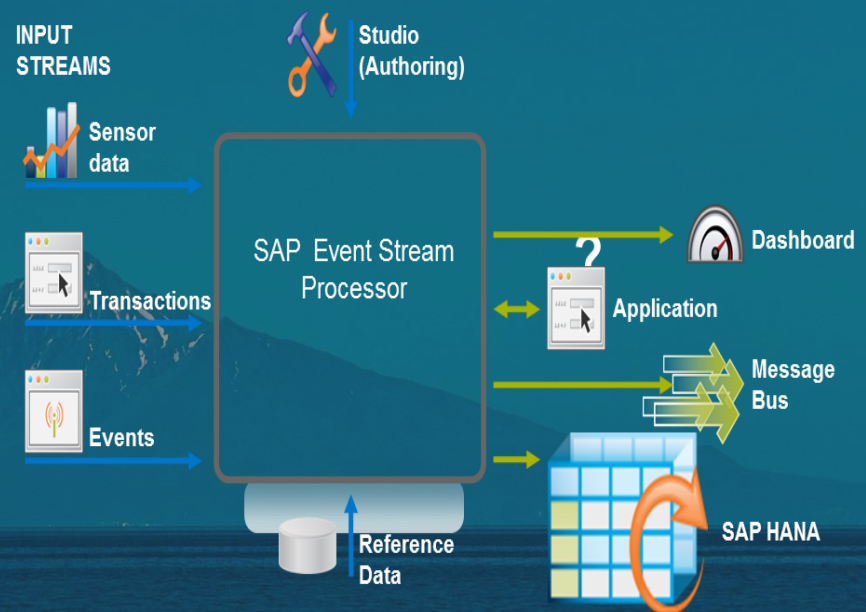 INPUT
STREAMS
Studio
(Authoring)
Sensor
data
SAP Event Stream
Processor
?
Dashboard
Transactions
Application
Message
Bus
Events
SAP HANA
Reference
Data